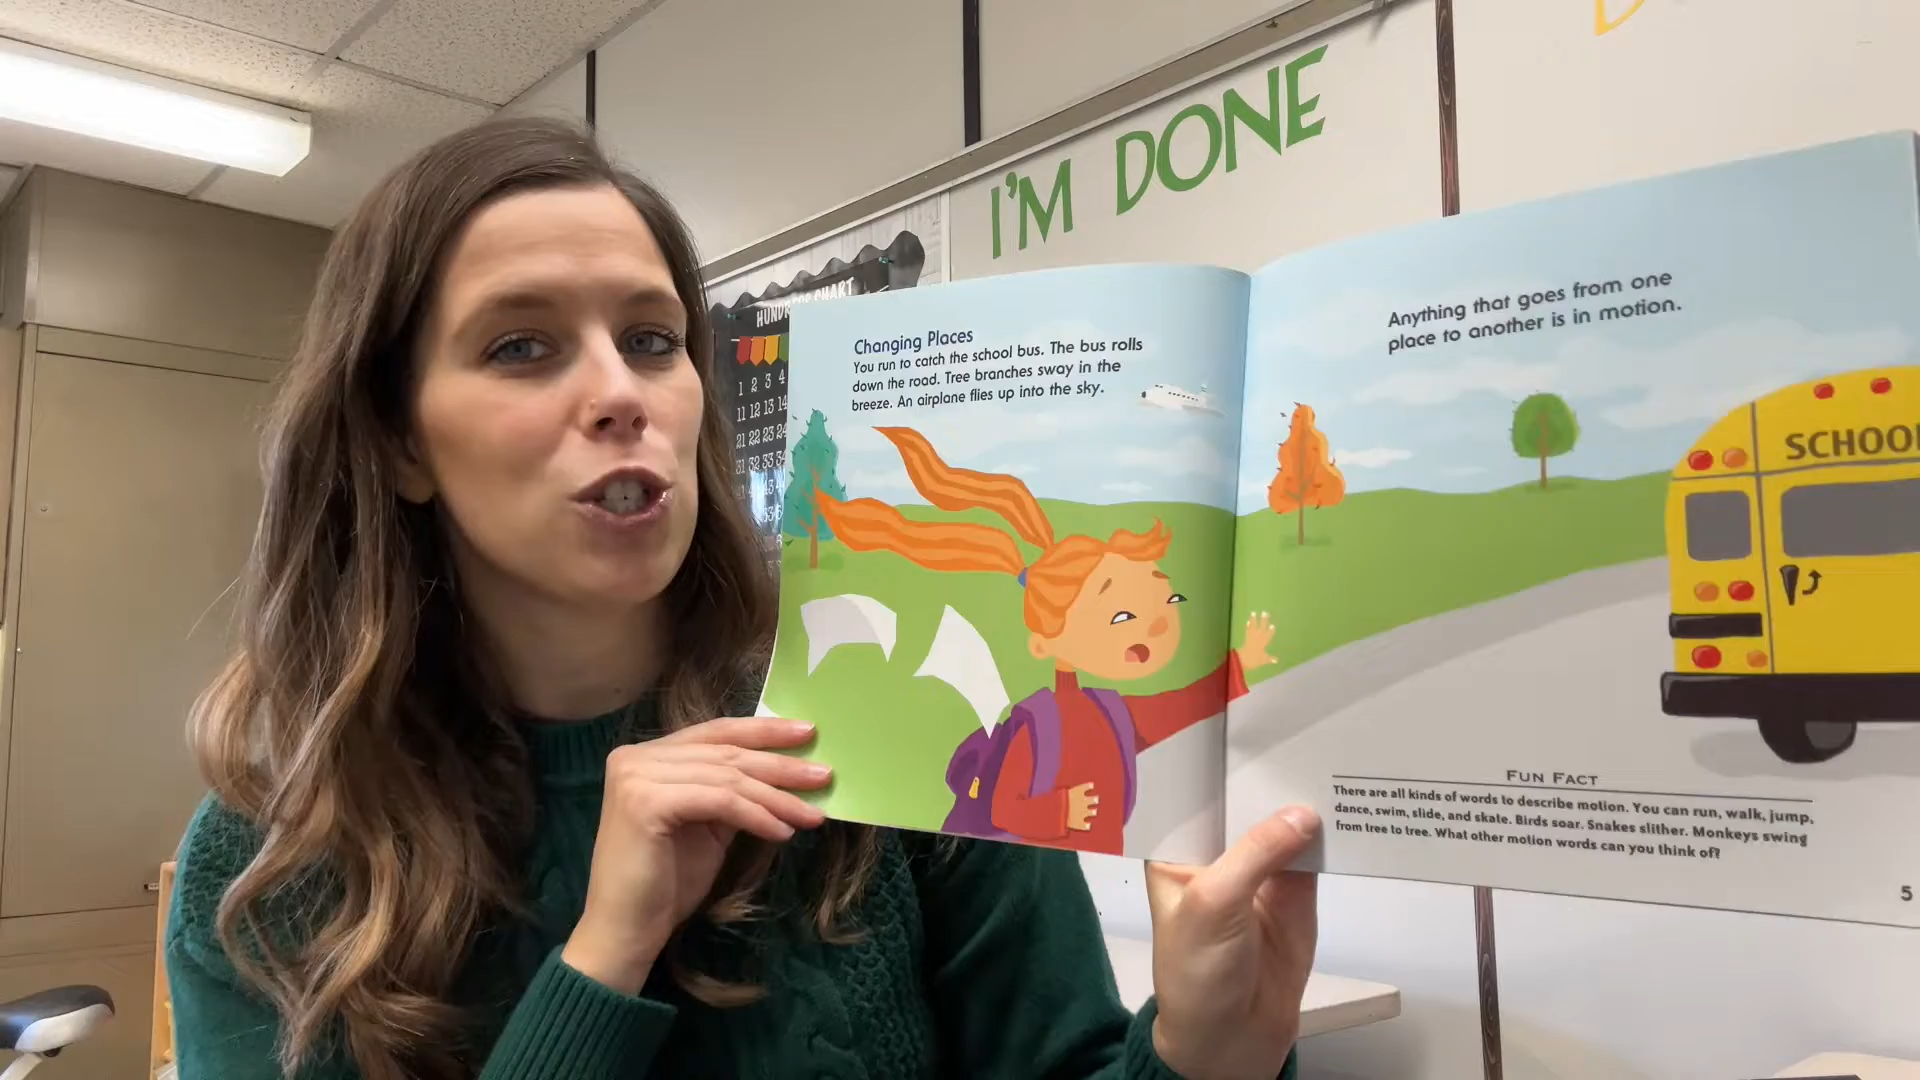 I'M DONE
HUNDREDS CHART
1 2 3 4
11 12 13 14
21 22 23 24
31 32 33 34
Changing Places
You run to catch the school bus. The bus rolls
down the road. Tree branches sway in the
breeze. An airplane flies up into the sky.
Anything that goes from one
place to another is in motion.
SCHOOL
FUN FACT
There are all kinds of words to describe motion. You can run, walk, jump,
dance, swim, slide, and skate. Birds soar. Snakes slither. Monkeys swing
from tree to tree. What other motion words can you think of?
5